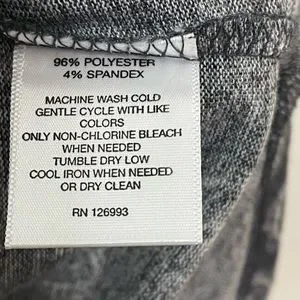 96% POLYESTER
4% SPANDEX
MACHINE WASH COLD
GENTLE CYCLE WITH LIKE
COLORS
ONLY NON-CHLORINE BLEACH
WHEN NEEDED
TUMBLE DRY LOW
COOL IRON WHEN NEEDED
OR DRY CLEAN
RN 126993